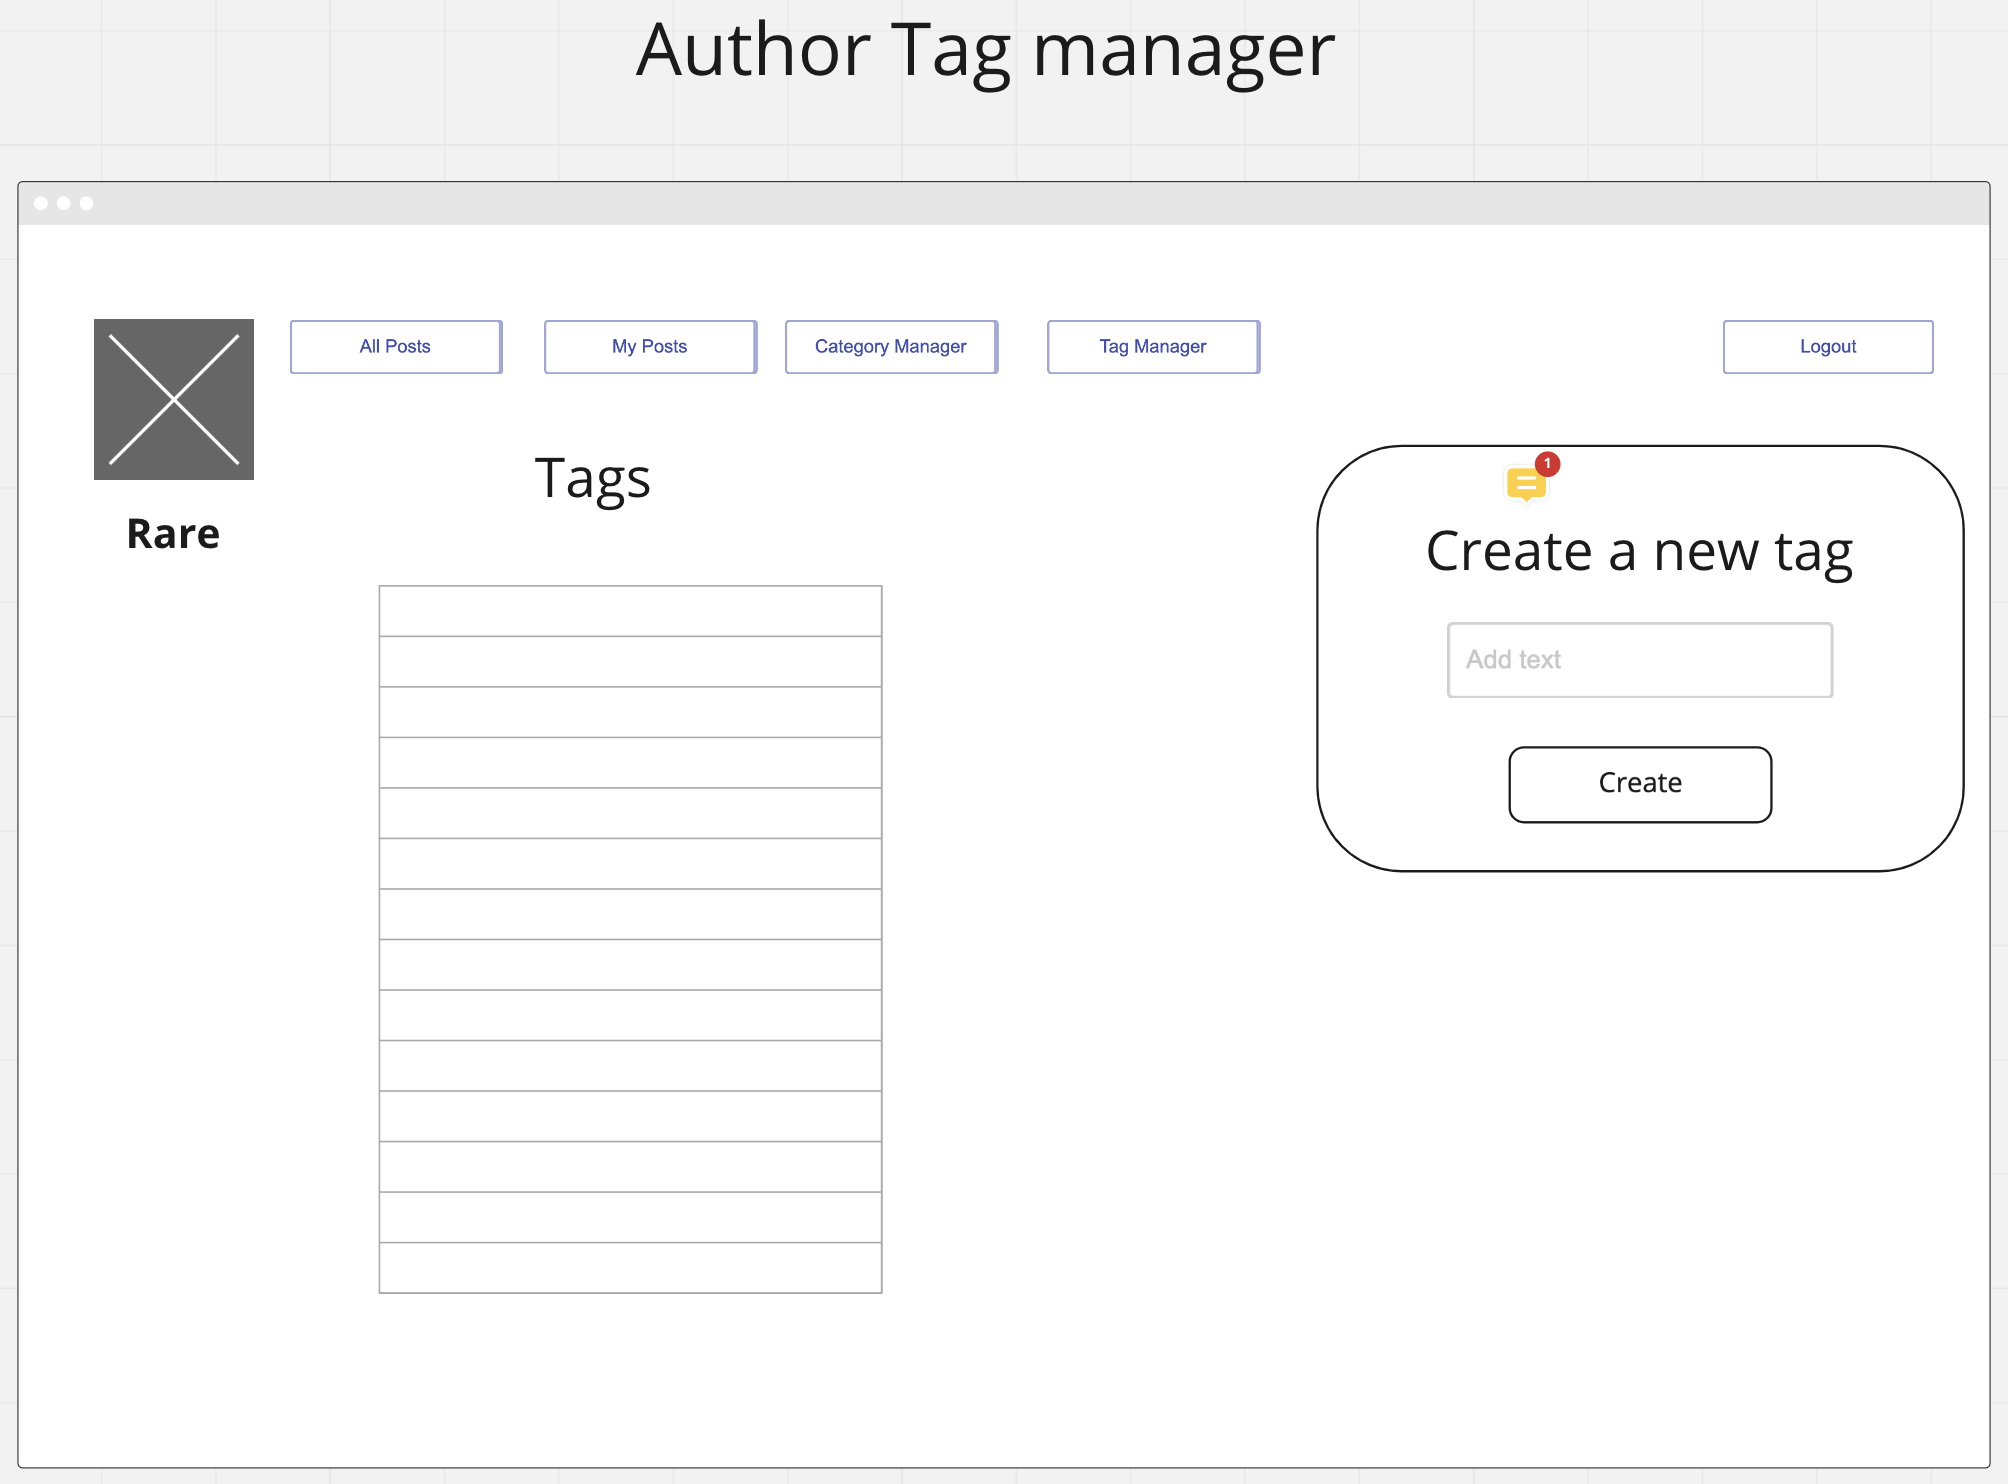 Author Tag manager
All Posts
My Posts
Category Manager
Tag Manager
Logout
Rare
Tags
1
Create a new tag
Add text
Create